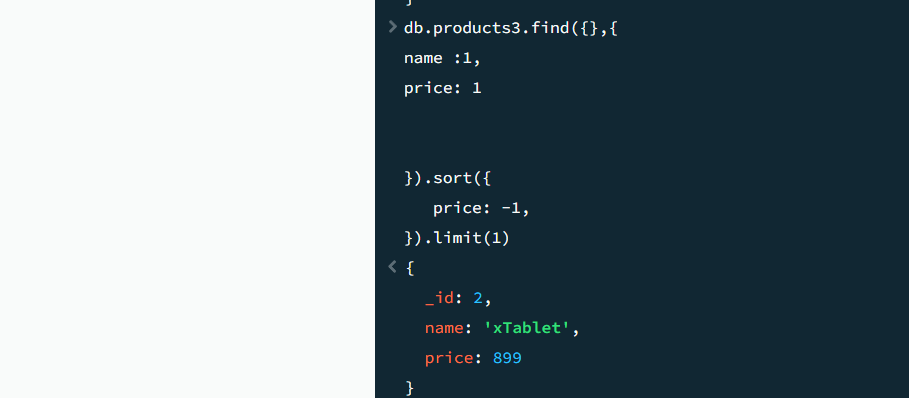 }
db.products3.find({},{
name :1,
price: 1
}).sort({
price: -1,
}).limit(1)
{
_id: 2,
name: 'xTablet',
price: 899
}